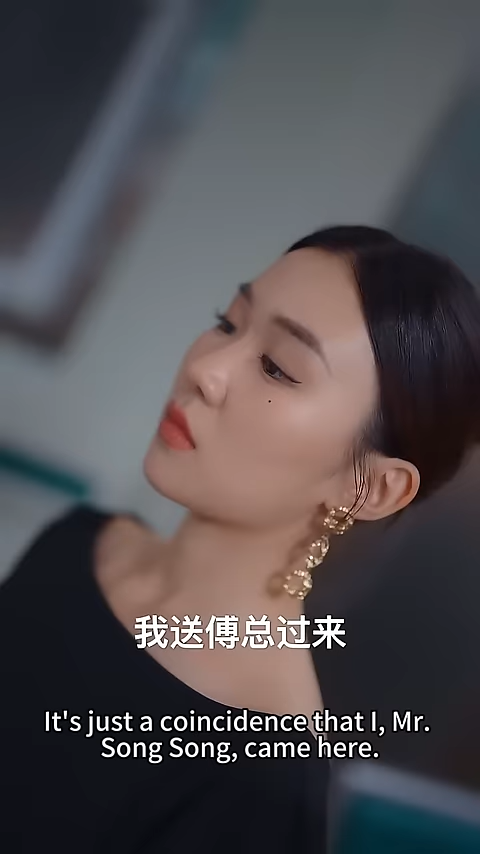 我送傅总过来
It's just a coincidence that I, Mr.
Song Song, came here.